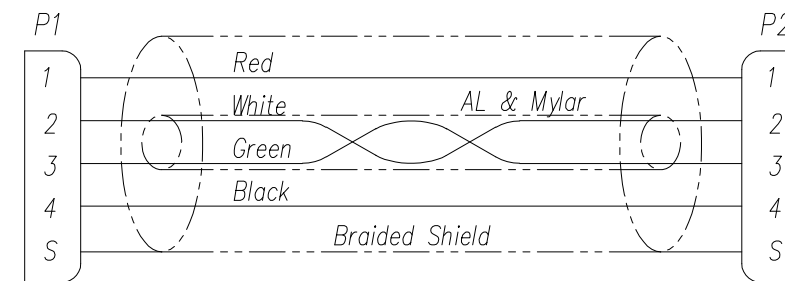 P1 P2
1 Red 1
2 White AL & Mylar 2
3 Green 3
4 Black 4
S Braided Shield S